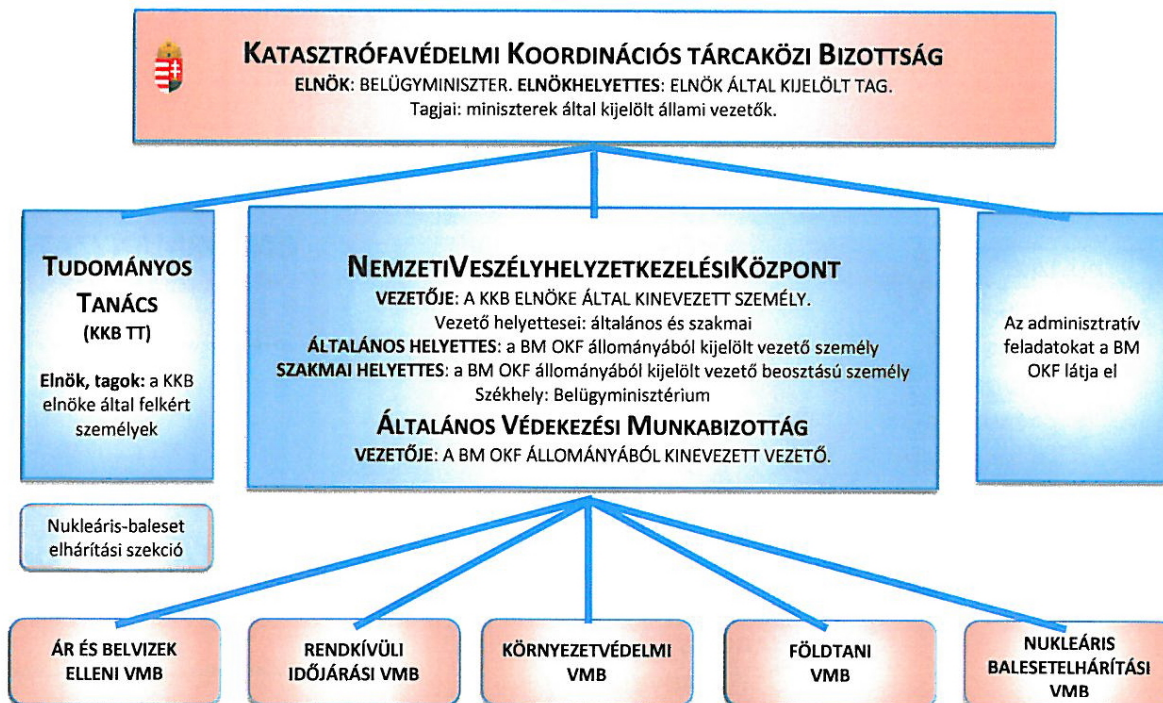 KATASZTRÓFAVÉDELMI KOORDINÁCIÓS TÁRCAKÖZI BIZOTTSÁG
ELNÖK: BELÜGYMINISZTER. ELNÖKHELYETTES: ELNÖK ÁLTAL KIJELÖLT TAG.
Tagjai: miniszterek által kijelölt állami vezetők.
TUDOMÁNYOS
TANÁCS
(KKB TT)
Elnök, tagok: a KKB
elnöke által felkért
személyek
Nukleáris-baleset
elhárítási szekció
NEMZETIVESZÉLYHELYZETKEZELÉSIKÖZPONT
VEZETŐJE: A KKB ELNÖKE ÁLTAL KINEVEZETT SZEMÉLY.
Vezető helyettesei: általános és szakmai
ÁLTALÁNOS HELYETTES: a BM OKF állományából kijelölt vezető személy
SZAKMAI HELYETTES: a BM OKF állományából kijelölt vezető beosztású személy
Székhely: Belügyminisztérium
ÁLTALÁNOS VÉDEKEZÉSI MUNKABIZOTTÁG
VEZETŐJE: A BM OKF ÁLLOMÁNYÁBÓL KINEVEZETT VEZETŐ.
Az adminisztratív
feladatokat a BM
OKF látja el
ÁR ÉS BELVIZEK
ELLENI VMB
RENDKÍVÜLI
IDŐJÁRÁSI VMB
KÖRNYEZETVÉDELMI
VMB
FÖLDTANI
VMB
NUKLEÁRIS
BALESETELHÁRÍTÁSI
VMB